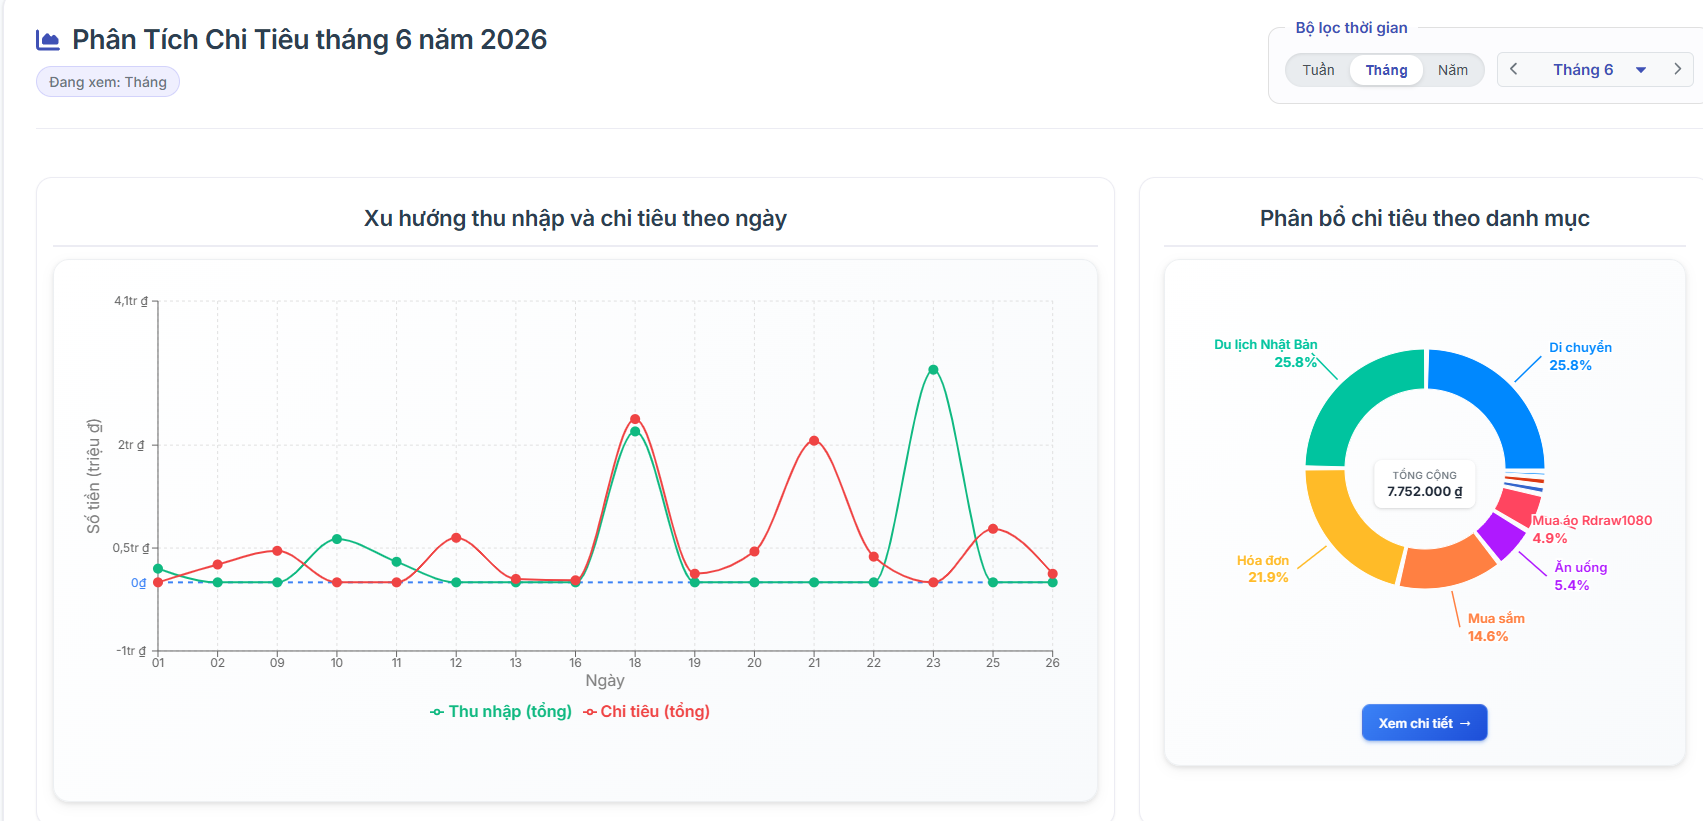 Phân Tích Chi Tiêu tháng 6 năm 2026
Đang xem: Tháng
Bộ lọc thời gian
Tuần
Tháng
Năm
Tháng 6
Xu hướng thu nhập và chi tiêu theo ngày
4,1tr ₫
2tr ₫
0,5tr ₫
0₫
-1tr ₫
Số tiền (triệu ₫)
01 02 09 10 11 12 13 16 18 19 20 21 22 23 25 26
Ngày
Thu nhập (tổng) Chi tiêu (tổng)
Phân bổ chi tiêu theo danh mục
Du lịch Nhật Bản
25.8%
Di chuyển
25.8%
TỔNG CỘNG
7.752.000 ₫
Mua áo Rdraw1080
4.9%
Ăn uống
5.4%
Hóa đơn
21.9%
Mua sắm
14.6%
Xem chi tiết →